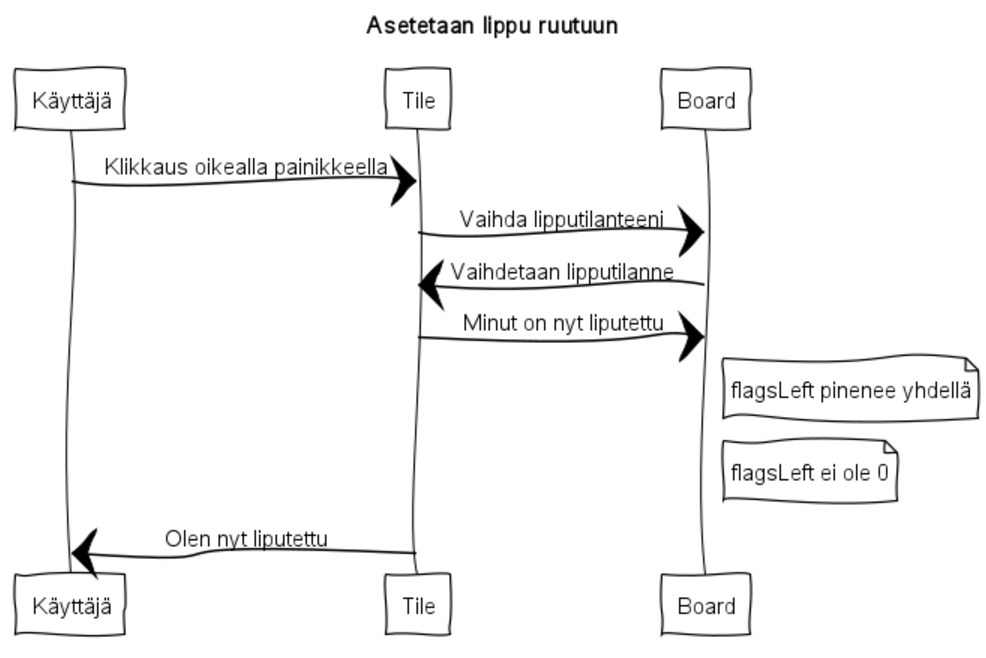 Asetetaan lippu ruutuun
Käyttäjä
Tile
Board
Klikkaus oikealla painikkeella
Vaihda lipputilanteeni
Vaihdetaan lipputilanne
Minut on nyt liputettu
flagsLeft pinenee yhdellä
flagsLeft ei ole 0
Olen nyt liputettu
Käyttäjä
Tile
Board